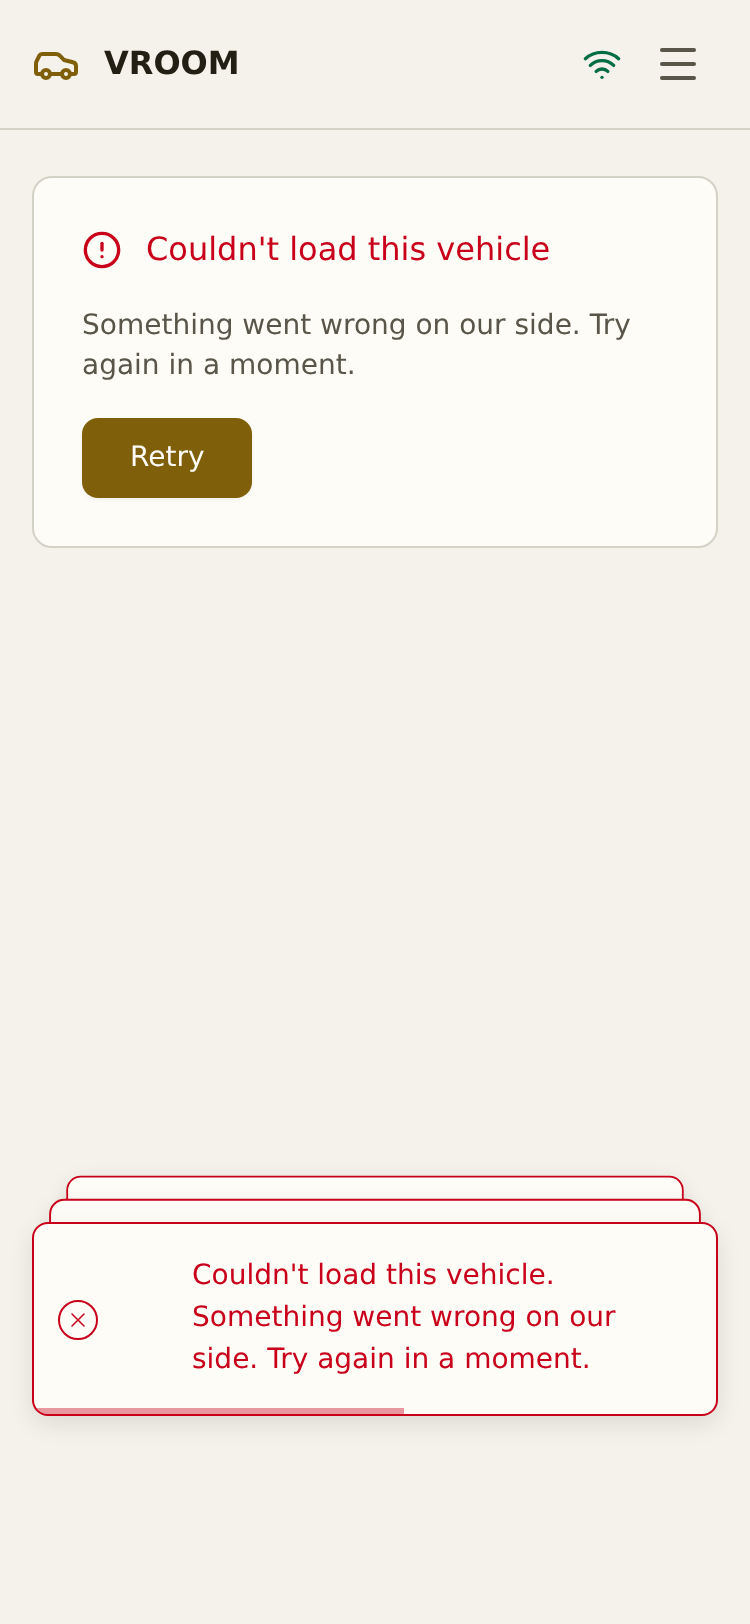 VROOM
Couldn't load this vehicle
Something went wrong on our side. Try
again in a moment.
Retry
Couldn't load this vehicle.
Something went wrong on our
side. Try again in a moment.